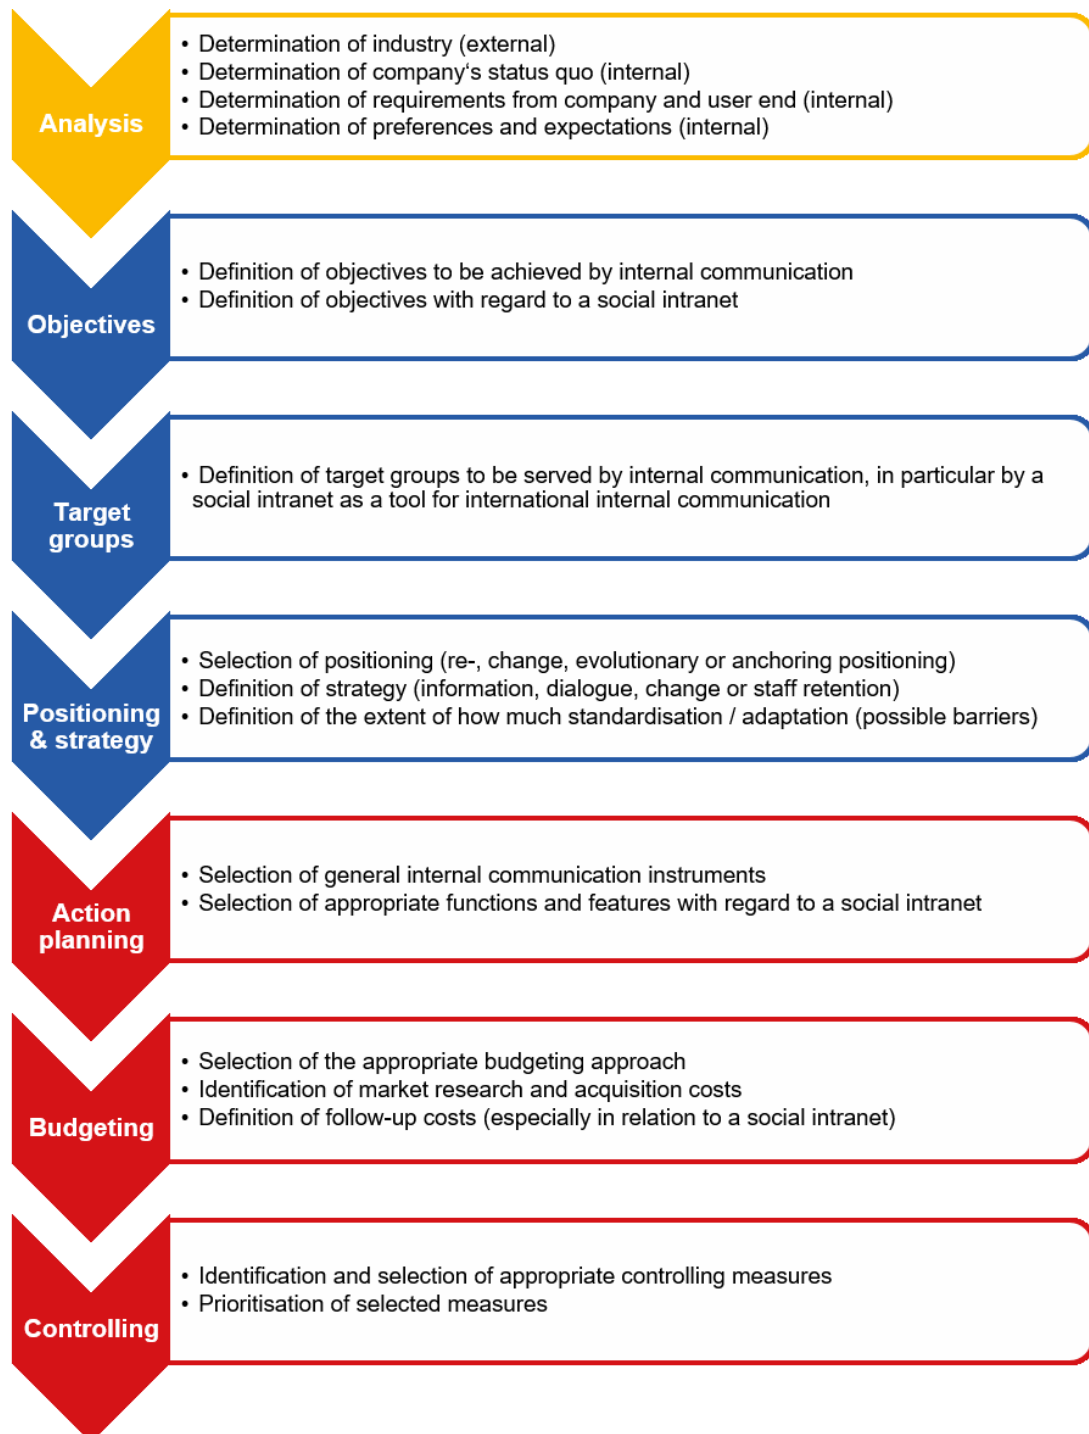 Analysis
• Determination of industry (external)
• Determination of company‘s status quo (internal)
• Determination of requirements from company and user end (internal)
• Determination of preferences and expectations (internal)
Objectives
• Definition of objectives to be achieved by internal communication
• Definition of objectives with regard to a social intranet
Target
groups
• Definition of target groups to be served by internal communication, in particular by a
social intranet as a tool for international internal communication
Positioning
& strategy
• Selection of positioning (re-, change, evolutionary or anchoring positioning)
• Definition of strategy (information, dialogue, change or staff retention)
• Definition of the extent of how much standardisation / adaptation (possible barriers)
Action
planning
• Selection of general internal communication instruments
• Selection of appropriate functions and features with regard to a social intranet
Budgeting
• Selection of the appropriate budgeting approach
• Identification of market research and acquisition costs
• Definition of follow-up costs (especially in relation to a social intranet)
Controlling
• Identification and selection of appropriate controlling measures
• Prioritisation of selected measures